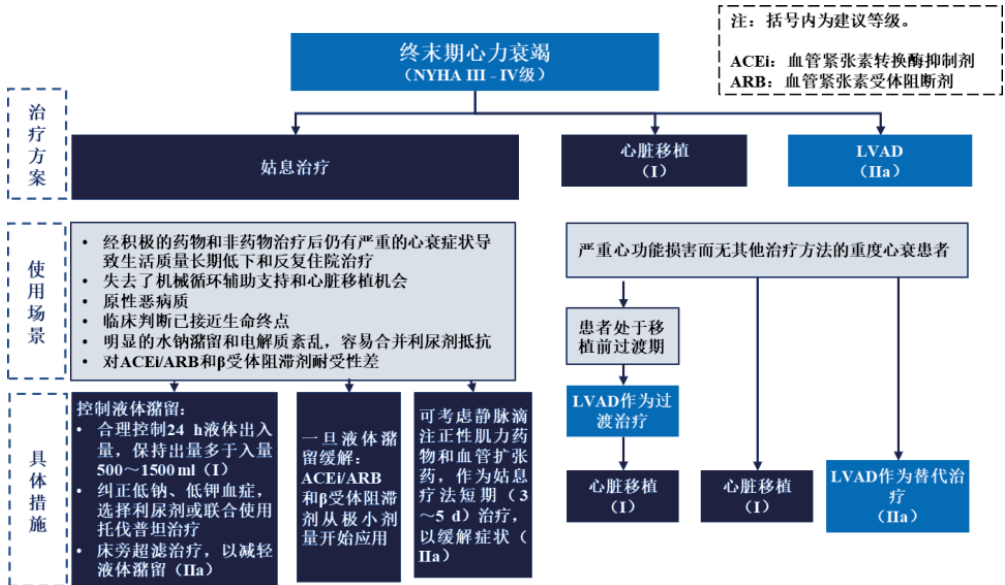 终末期心力衰竭
（NYHA III - IV级）
注：括号内为建议等级。
ACEi：血管紧张素转换酶抑制剂
ARB：血管紧张素受体阻断剂
治疗方案
姑息治疗
心脏移植
（I）
LVAD
（IIa）
使用场景
• 经积极的药物和非药物治疗后仍有严重的心衰症状导
致生活质量长期低下和反复住院治疗
• 失去了机械循环辅助支持和心脏移植机会
• 原性恶病质
• 临床判断已接近生命终点
• 明显的水钠潴留和电解质紊乱，容易合并利尿剂抵抗
• 对ACEi/ARB和β受体阻滞剂耐受性差
严重心功能损害而无其他治疗方法的重度心衰患者
患者处于移
植前过渡期
LVAD作为过
渡治疗
具体措施
控制液体潴留：
• 合理控制24 h液体出入
量，保持出量多于入量
500～1500 ml（I）
• 纠正低钠、低钾血症，
选择利尿剂或联合使用
托伐普坦治疗
• 床旁超滤治疗，以减轻
液体潴留（IIa）
一旦液体潴
留缓解：
ACEi/ARB
和β受体阻滞
剂从极小剂
量开始应用
可考虑静脉滴
注正性肌力药
物和血管扩张
药，作为姑息
疗法短期（3
～5 d）治疗，
以缓解症状（
IIa）
心脏移植
（I）
心脏移植
（I）
LVAD作为替代治
疗
（IIa）